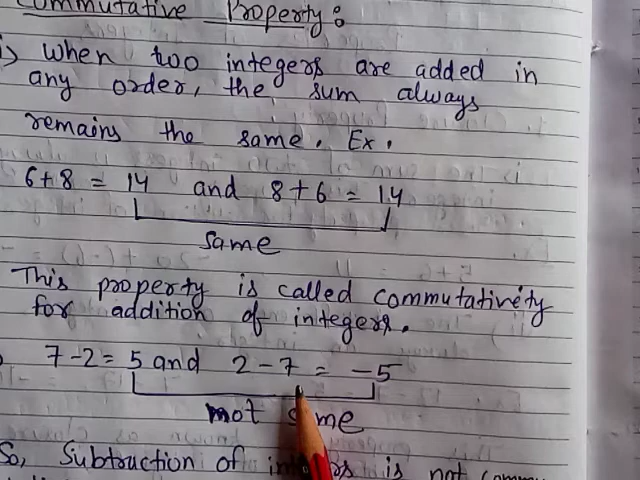 Commutative Property:
i) When two integers are added in
any order, the sum always
remains the same. Ex.
6+8 = 14 and 8+6 = 14
same
This property is called commutativity
for addition of integers.
7-2 = 5 and 2-7 = -5
not same
So, Subtraction of is not